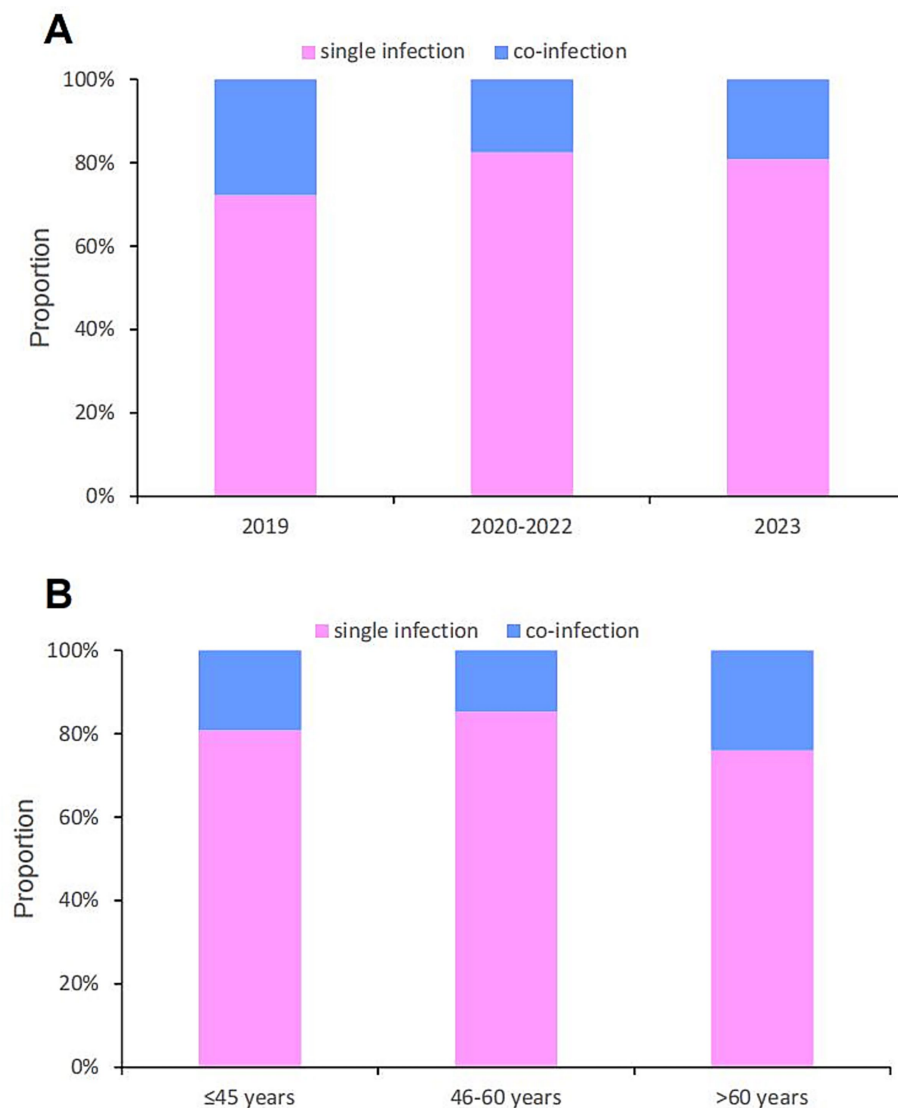 A
single infection co-infection
100%
80%
60%
40%
20%
0%
Proportion
2019 2020-2022 2023
B
single infection co-infection
100%
80%
60%
40%
20%
0%
Proportion
≤45 years 46-60 years >60 years